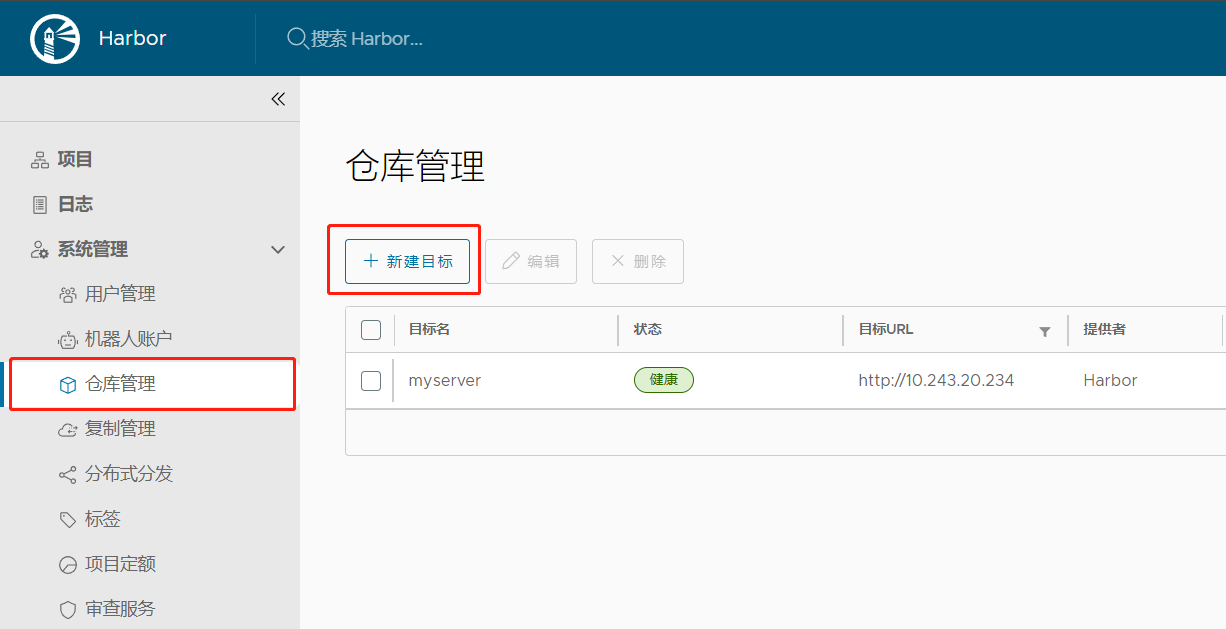 Harbor
搜索 Harbor...
项目
日志
系统管理
用户管理
机器人账户
仓库管理
复制管理
分布式分发
标签
项目定额
审查服务
仓库管理
新建目标 编辑 删除
目标名 状态 目标URL 提供者
myserver 健康 http://10.243.20.234 Harbor